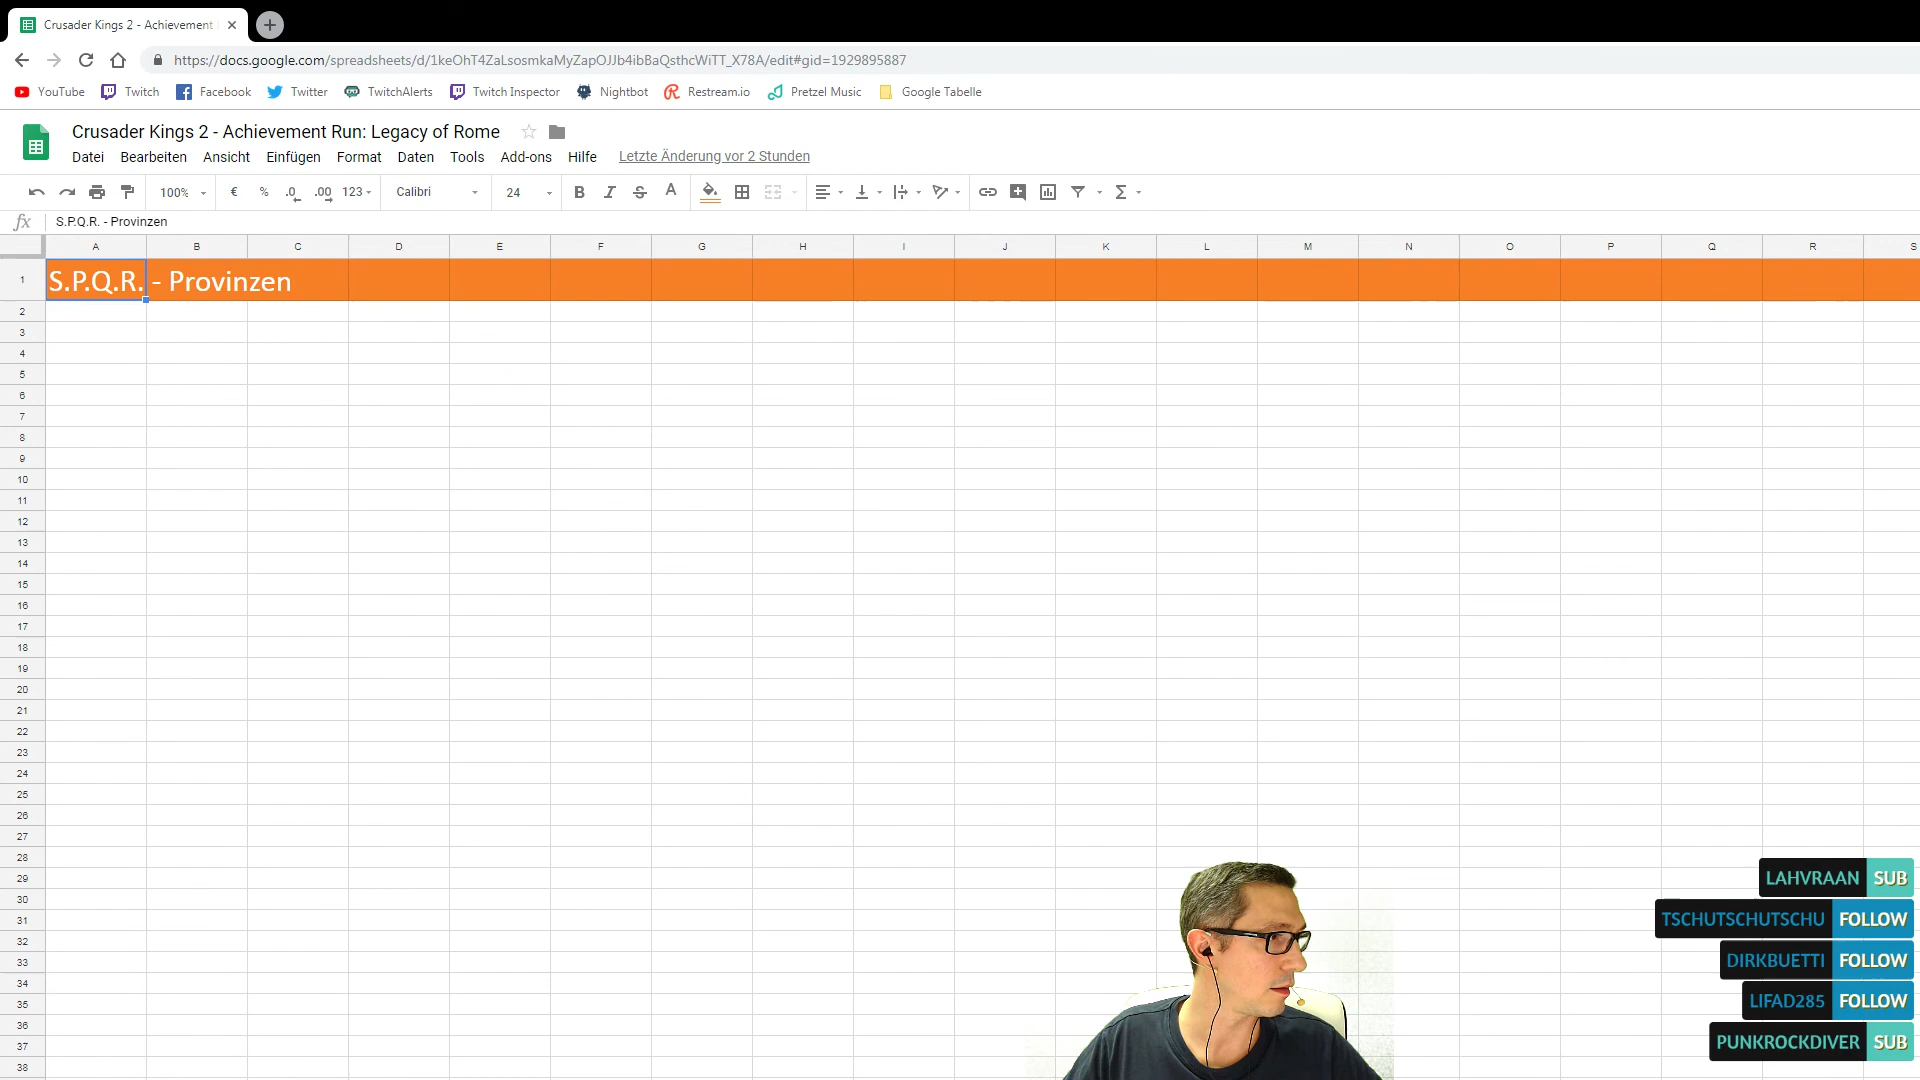 Crusader Kings 2 - Achievement
https://docs.google.com/spreadsheets/d/1keOhT4ZaLsosmkaMyZapOJJb4ibBaQsthcWiTT_X78A/edit#gid=1929895887
YouTube Twitch Facebook Twitter TwitchAlerts Twitch Inspector Nightbot Restream.io Pretzel Music Google Tabelle
Crusader Kings 2 - Achievement Run: Legacy of Rome
Datei Bearbeiten Ansicht Einfügen Format Daten Tools Add-ons Hilfe Letzte Änderung vor 2 Stunden
100% € % .0 .00 123 Calibri 24 B I S A Σ
fx S.P.Q.R. - Provinzen
A B C D E F G H I J K L M N O P Q R S
1 S.P.Q.R. - Provinzen
2
3
4
5
6
7
8
9
10
11
12
13
14
15
16
17
18
19
20
21
22
23
24
25
26
27
28
29
30
31
32
33
34
35
36
37
38
LAHVRAAN SUB
TSCHUTSCHUTSCHU FOLLOW
DIRKBUETTI FOLLOW
LIFAD285 FOLLOW
PUNKROCKDIVER SUB